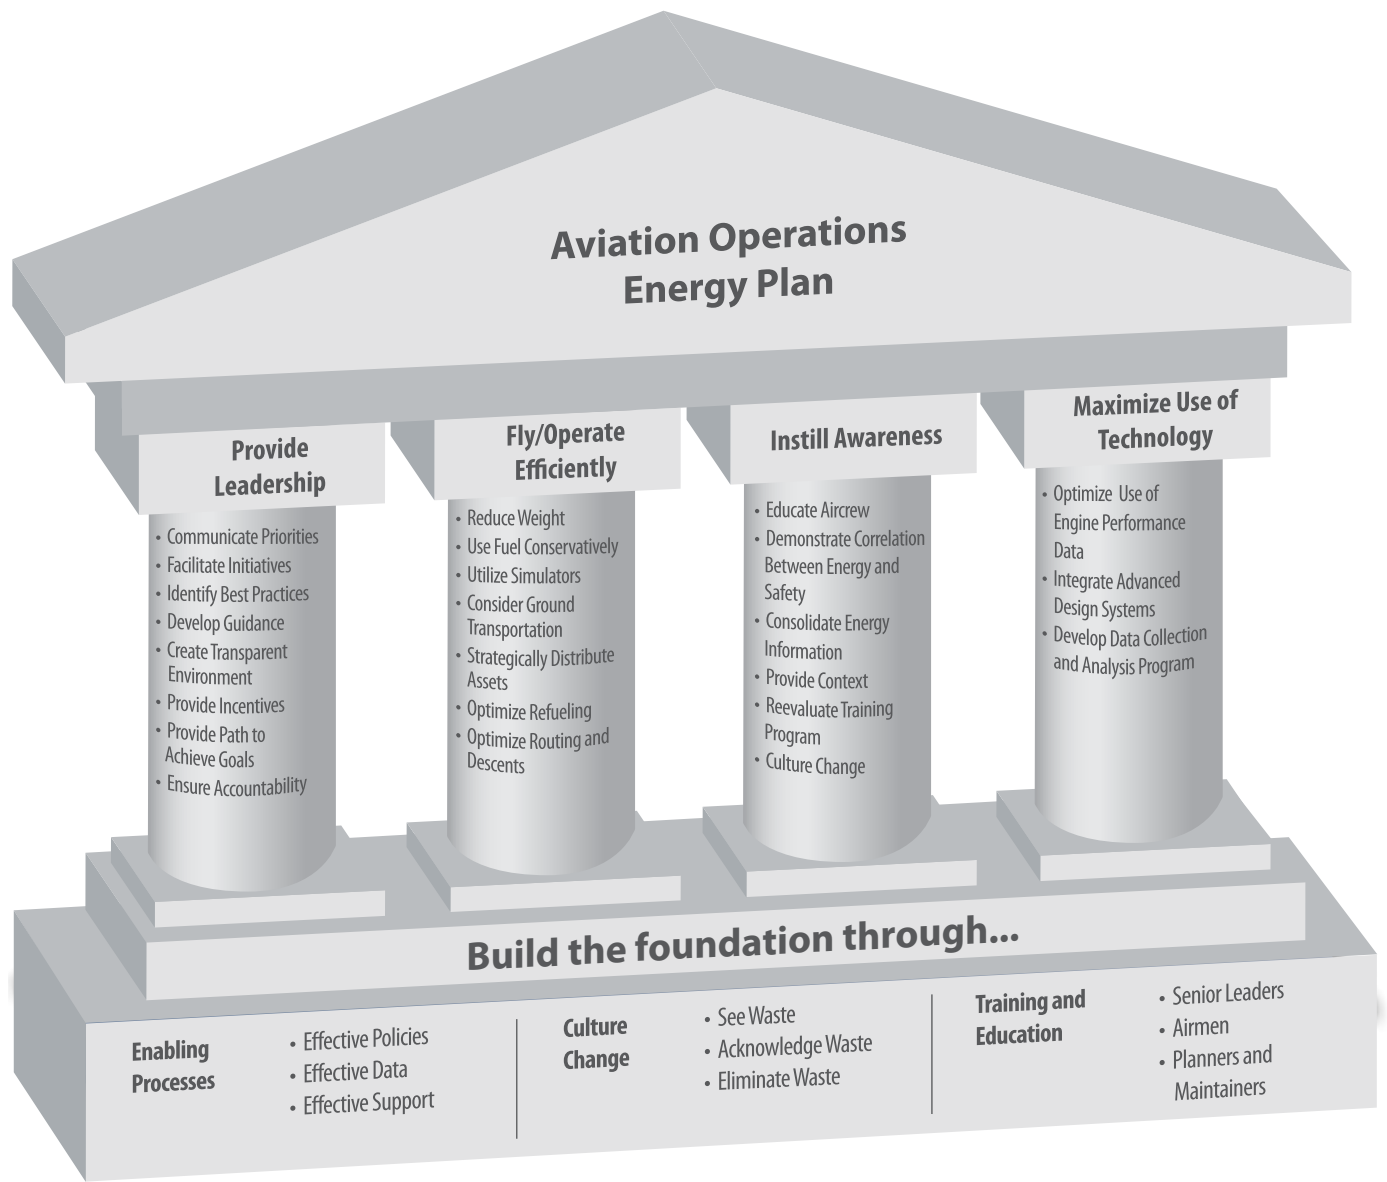 Aviation Operations
Energy Plan
Provide
Leadership
• Communicate Priorities
• Facilitate Initiatives
• Identify Best Practices
• Develop Guidance
• Create Transparent
Environment
• Provide Incentives
• Provide Path to
Achieve Goals
• Ensure Accountability
Fly/Operate
Efficiently
• Reduce Weight
• Use Fuel Conservatively
• Utilize Simulators
• Consider Ground
Transportation
• Strategically Distribute
Assets
• Optimize Refueling
• Optimize Routing and
Descents
Instill Awareness
• Educate Aircrew
• Demonstrate Correlation
Between Energy and
Safety
• Consolidate Energy
Information
• Provide Context
• Reevaluate Training
Program
• Culture Change
Maximize Use of
Technology
• Optimize Use of
Engine Performance
Data
• Integrate Advanced
Design Systems
• Develop Data Collection
and Analysis Program
Build the foundation through...
Enabling
Processes
• Effective Policies
• Effective Data
• Effective Support
Culture
Change
• See Waste
• Acknowledge Waste
• Eliminate Waste
Training and
Education
• Senior Leaders
• Airmen
• Planners and
Maintainers